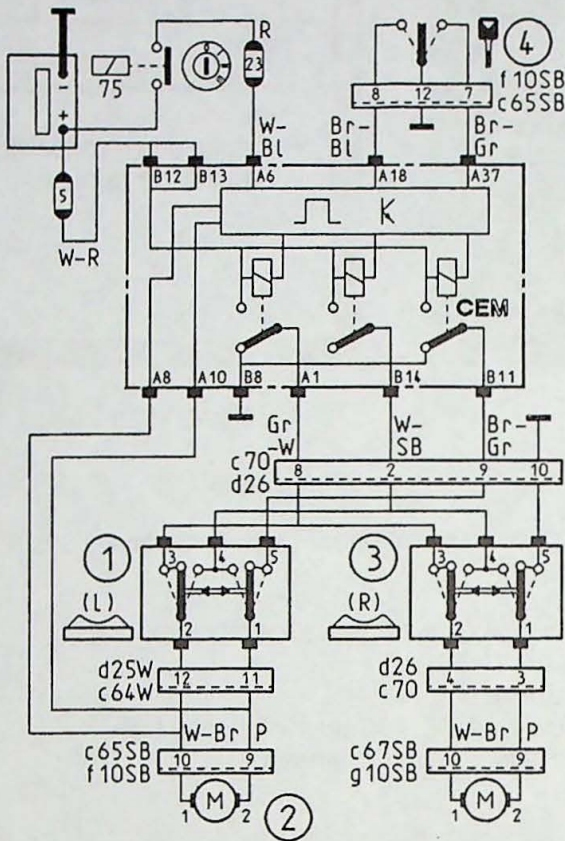 R
4
23
75
f10SB
c65SB
8 12 7
W-
Bl
Br-
Bl
Br-
Gr
S
B12 B13 A6 A18 A37
W-R
CEM
A8 A10 B8 A1 B14 B11
Gr
-W
W-
SB
Br-
Gr
c70
d26
8 2 9 10
1
3
3 4 5
3 4 5
(L)
(R)
2 1
2 1
d25W
c64W
12 11
d26
c70
4 3
W-Br P
W-Br P
c65SB
f10SB
10 9
c67SB
g10SB
10 9
1 M 2
2
1 M 2